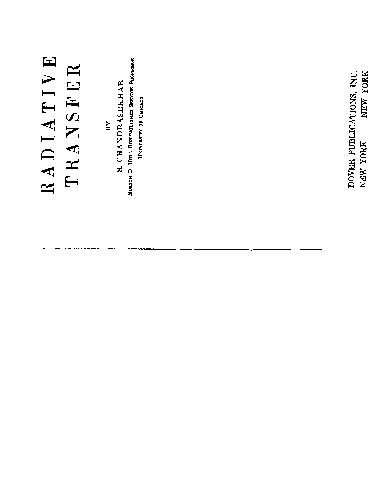 RADIATIVE
TRANSFER
BY
S. CHANDRASEKHAR
MORTON D. HULL DISTINGUISHED SERVICE PROFESSOR
UNIVERSITY OF CHICAGO
DOVER PUBLICATIONS, INC.
NEW YORK NEW YORK